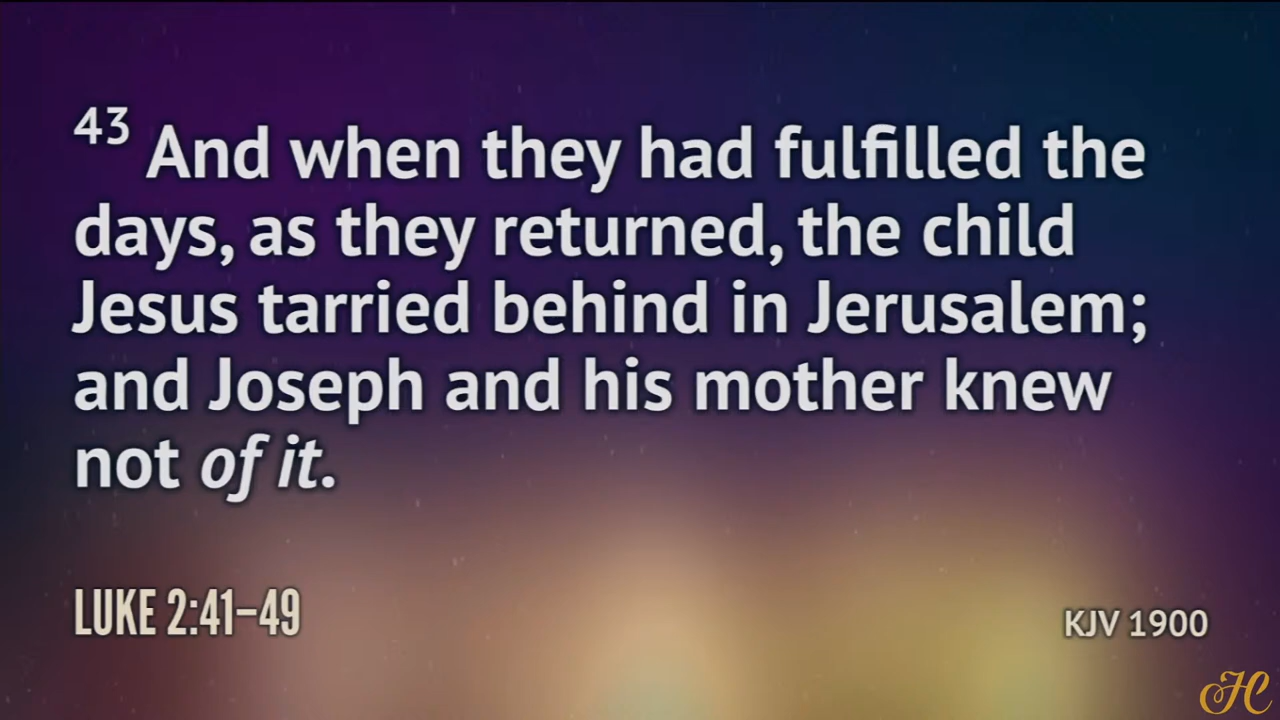 43 And when they had fulfilled the
days, as they returned, the child
Jesus tarried behind in Jerusalem;
and Joseph and his mother knew
not of it.
LUKE 2:41–49
KJV 1900
H